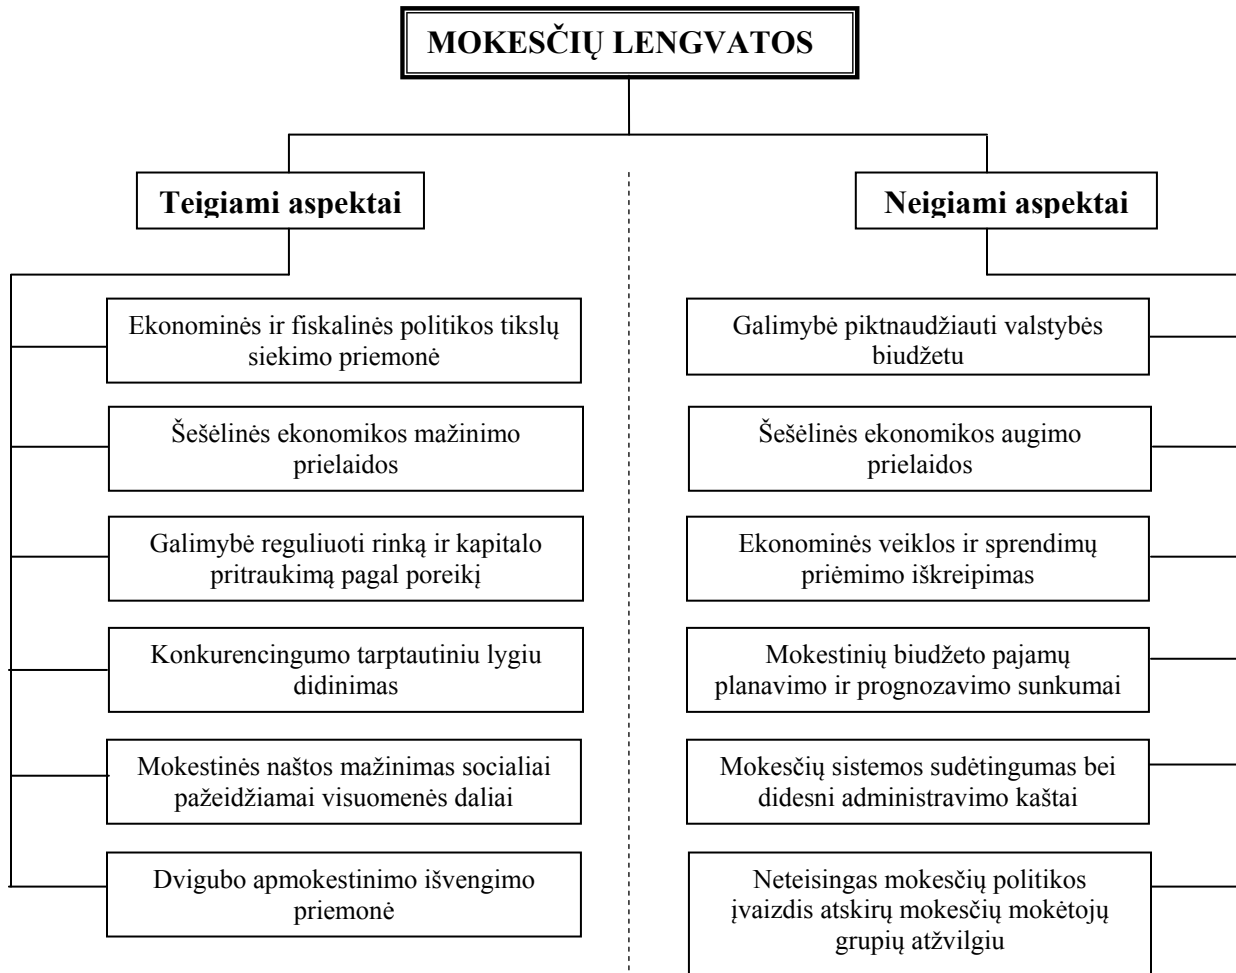 MOKESČIŲ LENGVATOS
Teigiami aspektai
Ekonominės ir fiskalinės politikos tikslų
siekimo priemonė
Šešėlinės ekonomikos mažinimo
prielaidos
Galimybė reguliuoti rinką ir kapitalo
pritraukimą pagal poreikį
Konkurencingumo tarptautiniu lygiu
didinimas
Mokestinės naštos mažinimas socialiai
pažeidžiamai visuomenės daliai
Dvigubo apmokestinimo išvengimo
priemonė
Neigiami aspektai
Galimybė piktnaudžiauti valstybės
biudžetu
Šešėlinės ekonomikos augimo
prielaidos
Ekonominės veiklos ir sprendimų
priėmimo iškreipimas
Mokestinių biudžeto pajamų
planavimo ir prognozavimo sunkumai
Mokesčių sistemos sudėtingumas bei
didesni administravimo kaštai
Neteisingas mokesčių politikos
įvaizdis atskirų mokesčių mokėtojų
grupių atžvilgiu